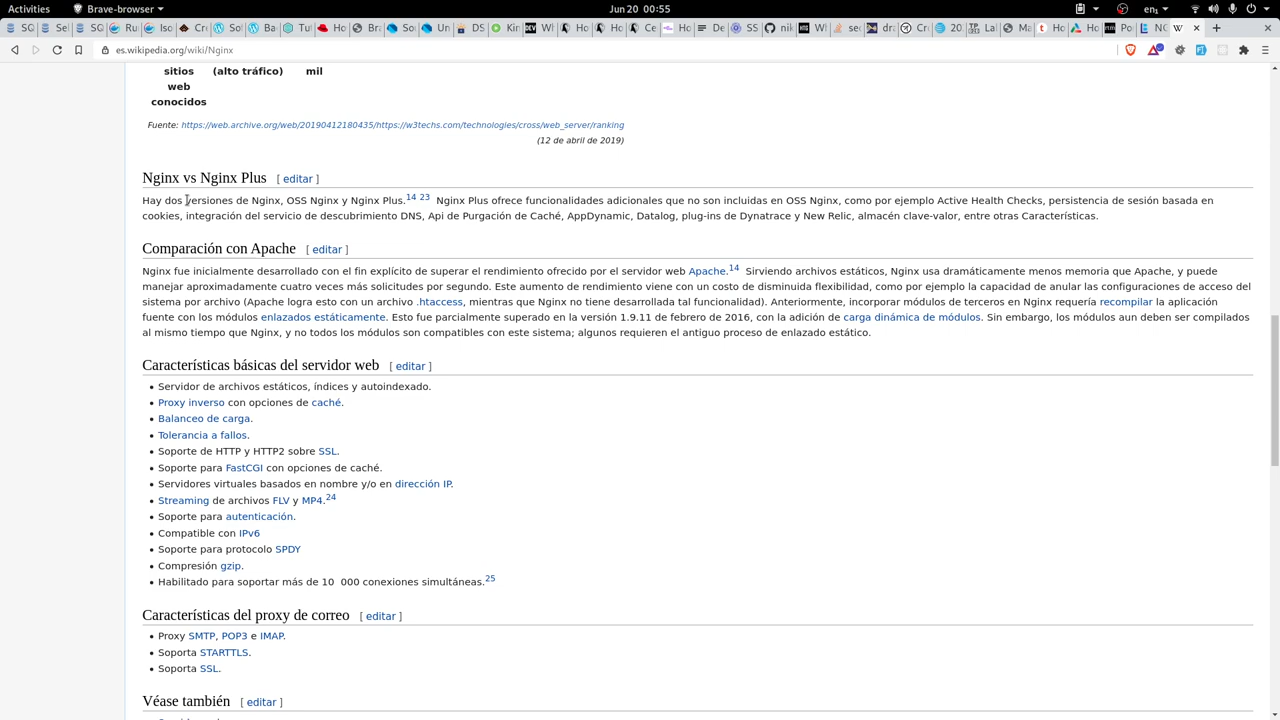 Activities
Brave-browser
Jun 20 00:55
en
es.wikipedia.org/wiki/Nginx
sitios (alto tráfico) mil
web
conocidos
Fuente: https://web.archive.org/web/20190412180435/https://w3techs.com/technologies/cross/web_server/ranking
(12 de abril de 2019)
Nginx vs Nginx Plus [ editar ]
Hay dos versiones de Nginx, OSS Nginx y Nginx Plus.14 23 Nginx Plus ofrece funcionalidades adicionales que no son incluidas en OSS Nginx, como por ejemplo Active Health Checks, persistencia de sesión basada en
cookies, integración del servicio de descubrimiento DNS, Api de Purgación de Caché, AppDynamic, Datalog, plug-ins de Dynatrace y New Relic, almacén clave-valor, entre otras Características.
Comparación con Apache [ editar ]
Nginx fue inicialmente desarrollado con el fin explícito de superar el rendimiento ofrecido por el servidor web Apache.14 Sirviendo archivos estáticos, Nginx usa dramáticamente menos memoria que Apache, y puede
manejar aproximadamente cuatro veces más solicitudes por segundo. Este aumento de rendimiento viene con un costo de disminuida flexibilidad, como por ejemplo la capacidad de anular las configuraciones de acceso del
sistema por archivo (Apache logra esto con un archivo .htaccess, mientras que Nginx no tiene desarrollada tal funcionalidad). Anteriormente, incorporar módulos de terceros en Nginx requería recompilar la aplicación
fuente con los módulos enlazados estáticamente. Esto fue parcialmente superado en la versión 1.9.11 de febrero de 2016, con la adición de carga dinámica de módulos. Sin embargo, los módulos aun deben ser compilados
al mismo tiempo que Nginx, y no todos los módulos son compatibles con este sistema; algunos requieren el antiguo proceso de enlazado estático.
Características básicas del servidor web [ editar ]
• Servidor de archivos estáticos, índices y autoindexado.
• Proxy inverso con opciones de caché.
• Balanceo de carga.
• Tolerancia a fallos.
• Soporte de HTTP y HTTP2 sobre SSL.
• Soporte para FastCGI con opciones de caché.
• Servidores virtuales basados en nombre y/o en dirección IP.
• Streaming de archivos FLV y MP4.24
• Soporte para autenticación.
• Compatible con IPv6
• Soporte para protocolo SPDY
• Compresión gzip.
• Habilitado para soportar más de 10 000 conexiones simultáneas.25
Características del proxy de correo [ editar ]
• Proxy SMTP, POP3 e IMAP.
• Soporta STARTTLS.
• Soporta SSL.
Véase también [ editar ]